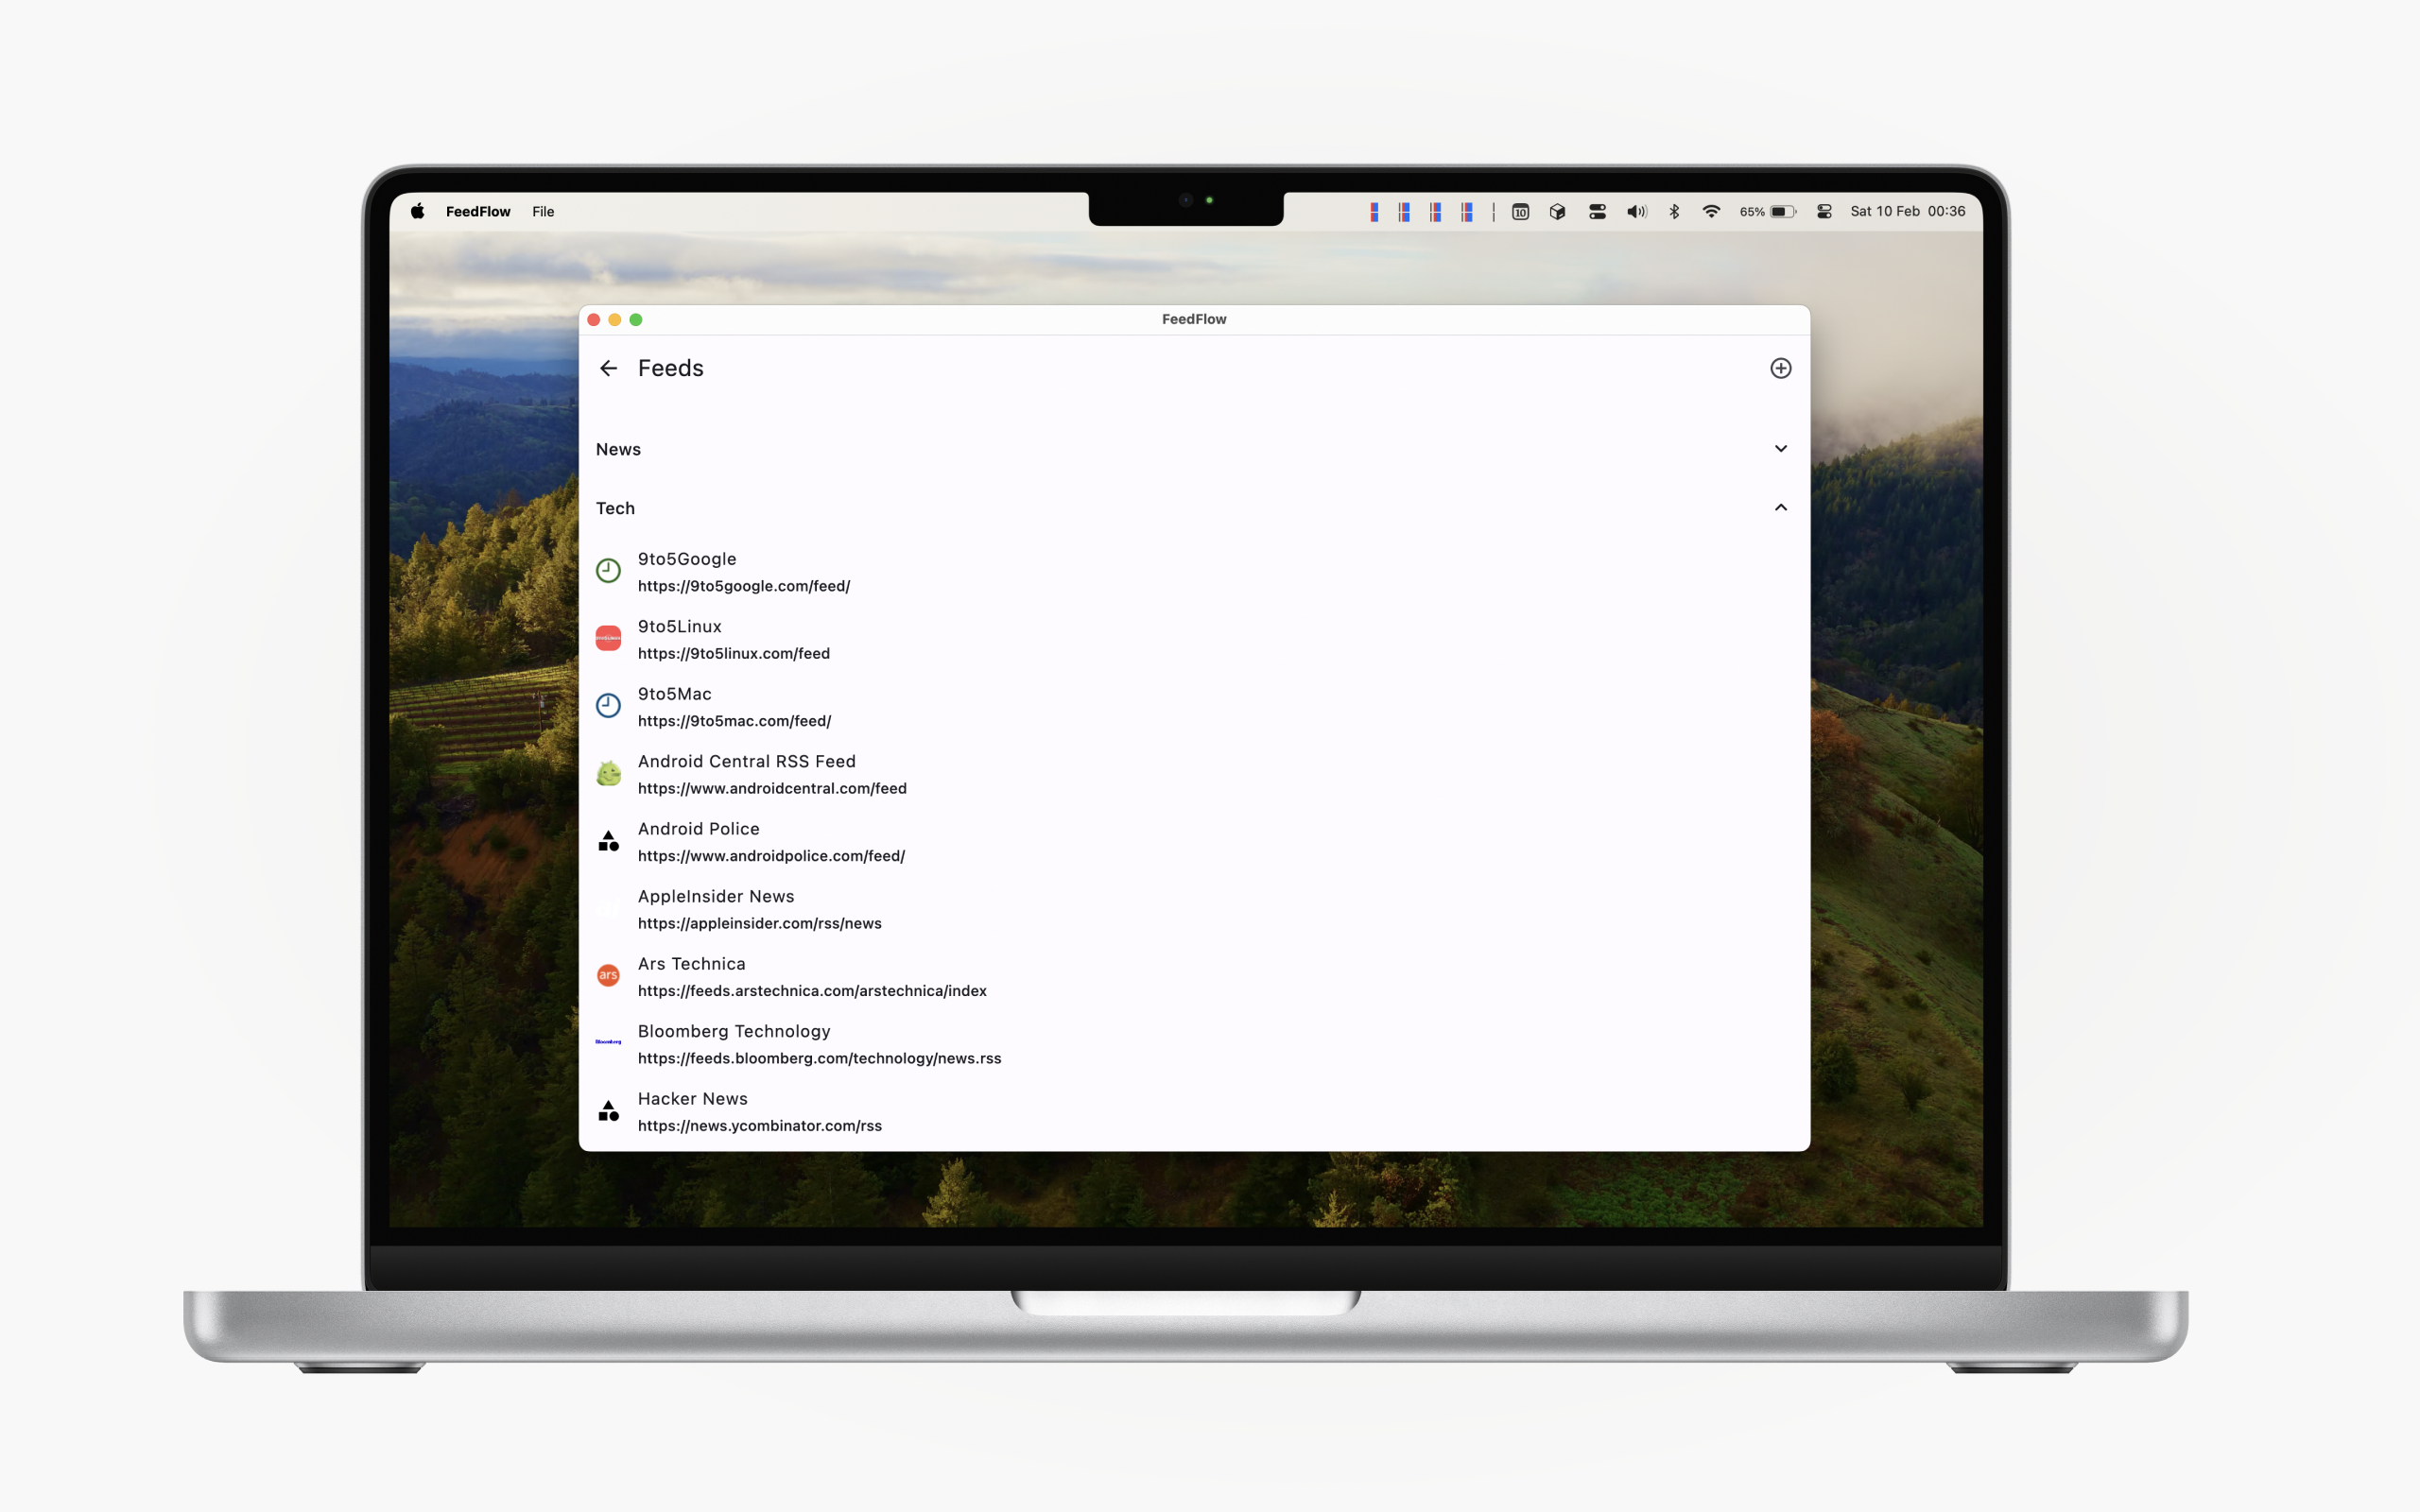 FeedFlow File 10 65% Sat 10 Feb 00:36
FeedFlow
Feeds
News
Tech
9to5Google
https://9to5google.com/feed/
9to5Linux
https://9to5linux.com/feed
9to5Mac
https://9to5mac.com/feed/
Android Central RSS Feed
https://www.androidcentral.com/feed
Android Police
https://www.androidpolice.com/feed/
AppleInsider News
https://appleinsider.com/rss/news
ars
Ars Technica
https://feeds.arstechnica.com/arstechnica/index
Bloomberg
Bloomberg Technology
https://feeds.bloomberg.com/technology/news.rss
Hacker News
https://news.ycombinator.com/rss